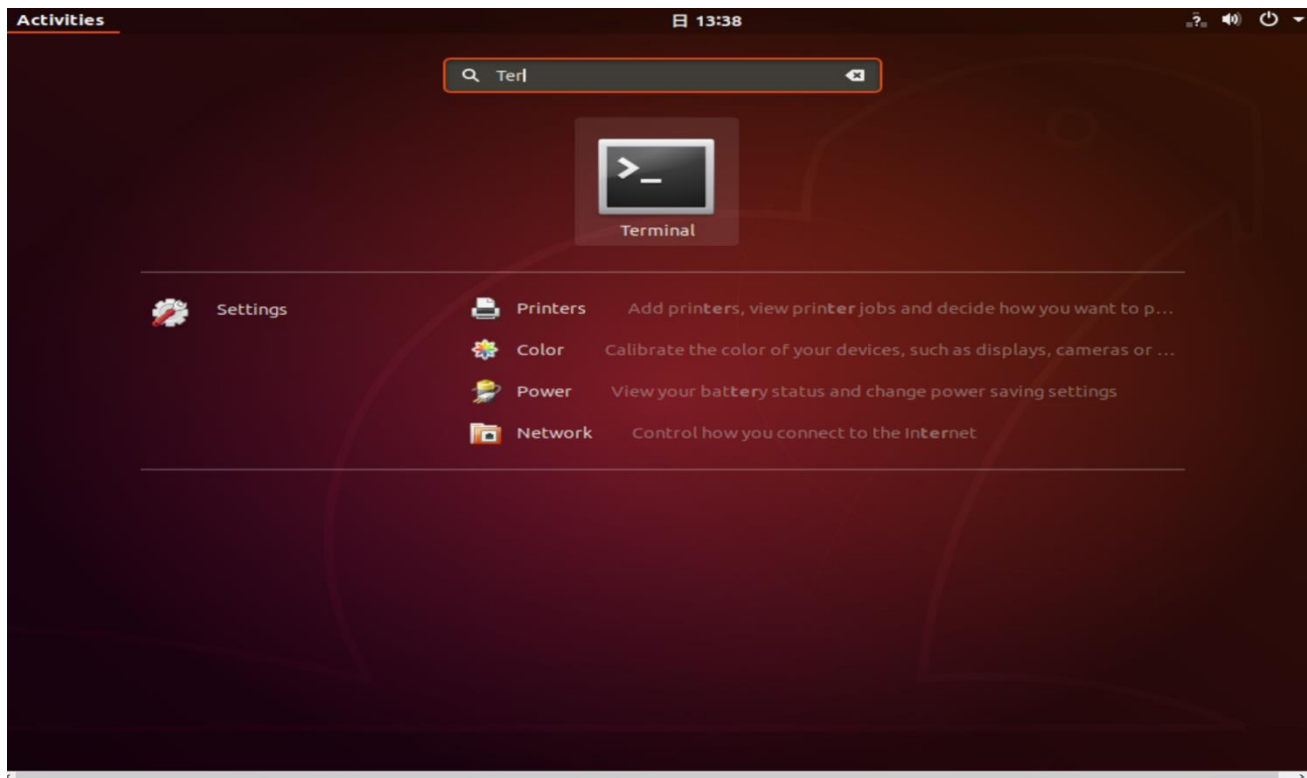 Activities
日 13:38
?
Ter
Terminal
Settings
Printers Add printers, view printer jobs and decide how you want to p...
Color Calibrate the color of your devices, such as displays, cameras or ...
Power View your battery status and change power saving settings
Network Control how you connect to the Internet